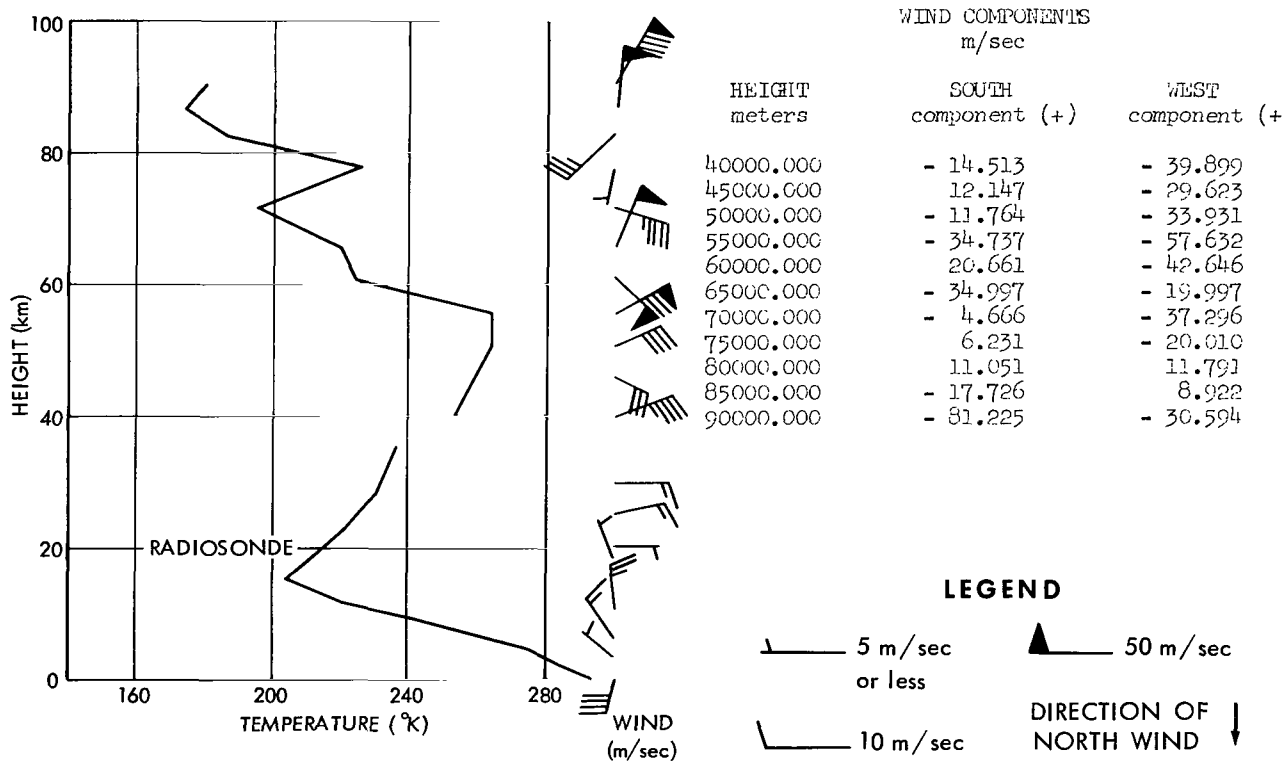 WIND COMPONENTS
m/sec
HEIGHT SOUTH WEST
meters component (+) component (+
40000.000 - 14.513 - 39.899
45000.000 12.147 - 29.623
50000.000 - 11.764 - 33.931
55000.000 - 34.737 - 57.632
60000.000 20.661 - 42.646
65000.000 - 34.997 - 19.997
70000.000 - 4.666 - 37.296
75000.000 6.231 - 20.010
80000.000 11.051 11.791
85000.000 - 17.726 8.922
90000.000 - 81.225 - 30.594
100
80
60
40
20
0
HEIGHT (km)
RADIOSONDE
160 200 240 280
TEMPERATURE (°K)
WIND
(m/sec)
LEGEND
5 m/sec
or less
50 m/sec
10 m/sec
DIRECTION OF
NORTH WIND